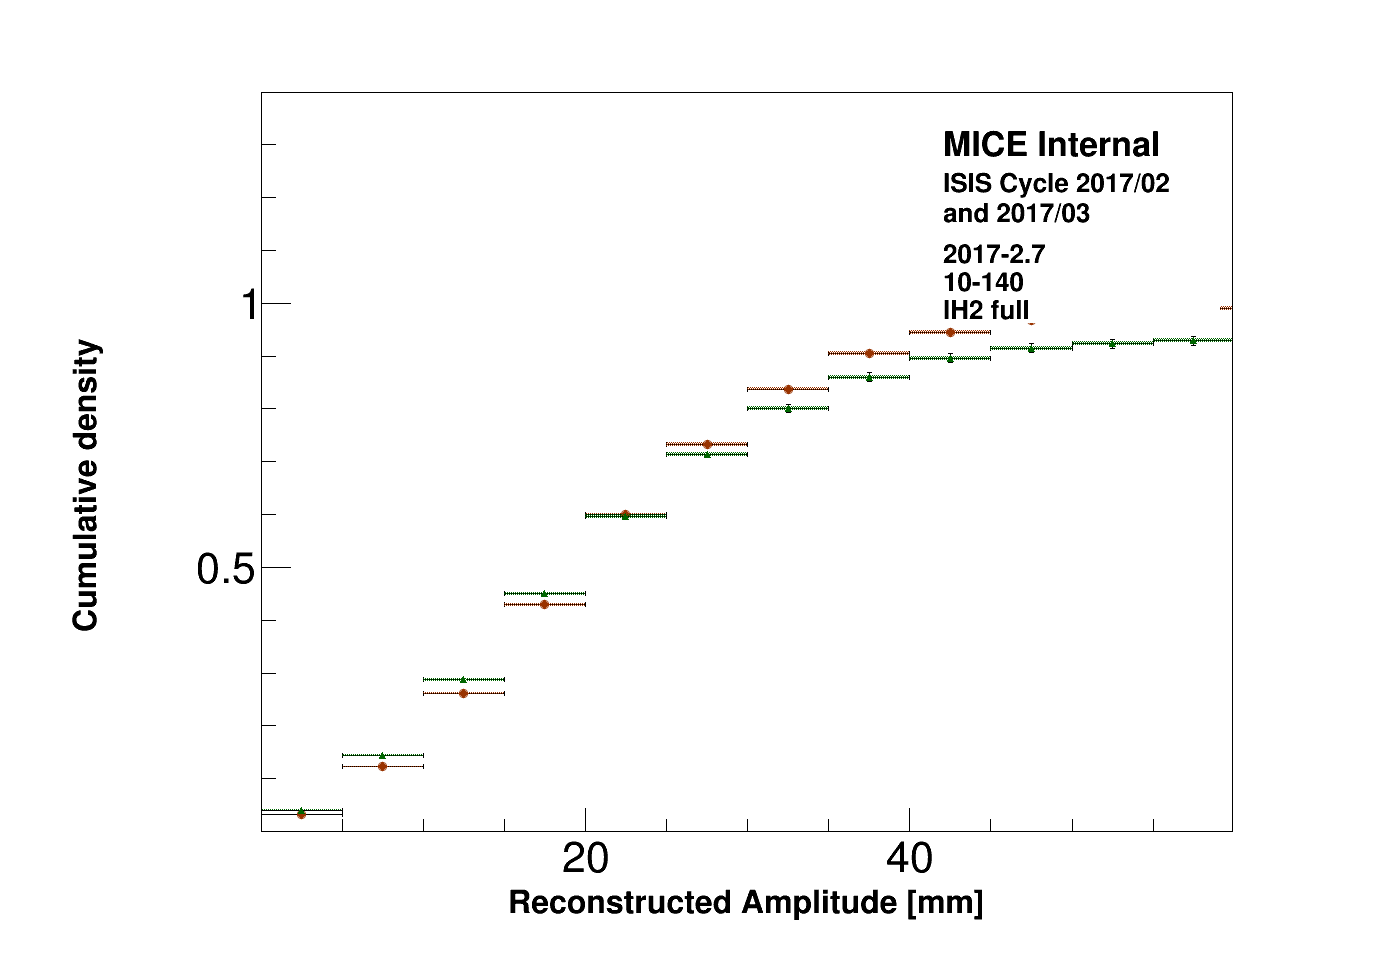 MICE Internal
ISIS Cycle 2017/02
and 2017/03
2017-2.7
10-140
IH2 full
1
0.5
Cumulative density
20
40
Reconstructed Amplitude [mm]